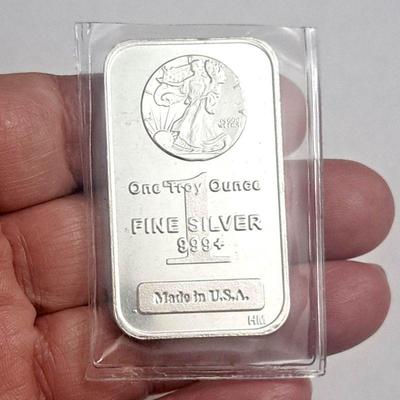 One Troy Ounce
FINE SILVER
999+
1
Made in U.S.A.
HM